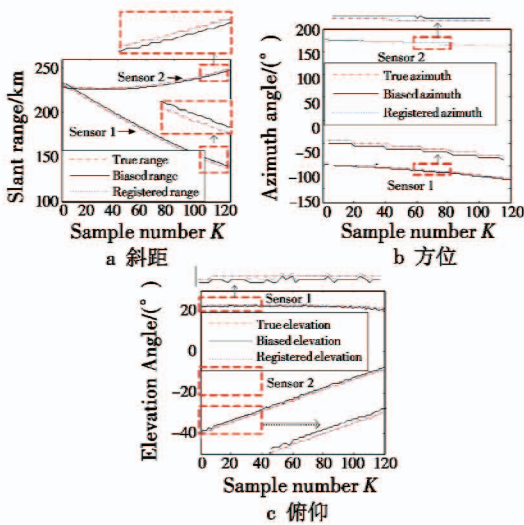 250
200
150
100
Slant range/km
Sensor 2
Sensor 1
True range
Biased range
Registered range
0 20 40 60 80 100 120
Sample number K
a 斜距
200
150
100
50
0
-50
-100
-150
Azimuth angle/(°)
Sensor 2
True azimuth
Biased azimuth
Registered azimuth
Sensor 1
0 20 40 60 80 100 120
Sample number K
b 方位
20
0
-20
-40
Elevation Angle/(°)
Sensor 1
True elevation
Biased elevation
Registered elevation
Sensor 2
0 20 40 60 80 100 120
Sample number K
c 俯仰